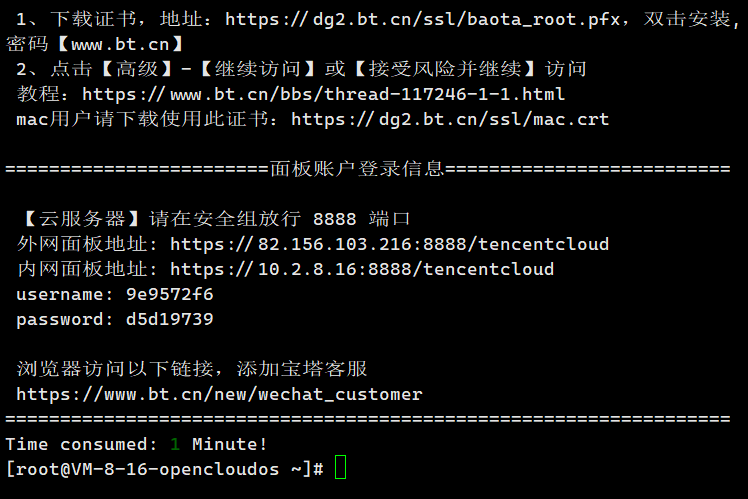 1、下载证书，地址：https://dg2.bt.cn/ssl/baota_root.pfx，双击安装,
密码【www.bt.cn】
2、点击【高级】-【继续访问】或【接受风险并继续】访问
教程：https://www.bt.cn/bbs/thread-117246-1-1.html
mac用户请下载使用此证书：https://dg2.bt.cn/ssl/mac.crt
========================面板账户登录信息==========================
【云服务器】请在安全组放行 8888 端口
外网面板地址: https://82.156.103.216:8888/tencentcloud
内网面板地址: https://10.2.8.16:8888/tencentcloud
username: 9e9572f6
password: d5d19739
浏览器访问以下链接，添加宝塔客服
https://www.bt.cn/new/wechat_customer
==================================================================
Time consumed: 1 Minute!
[root@VM-8-16-opencloudos ~]#